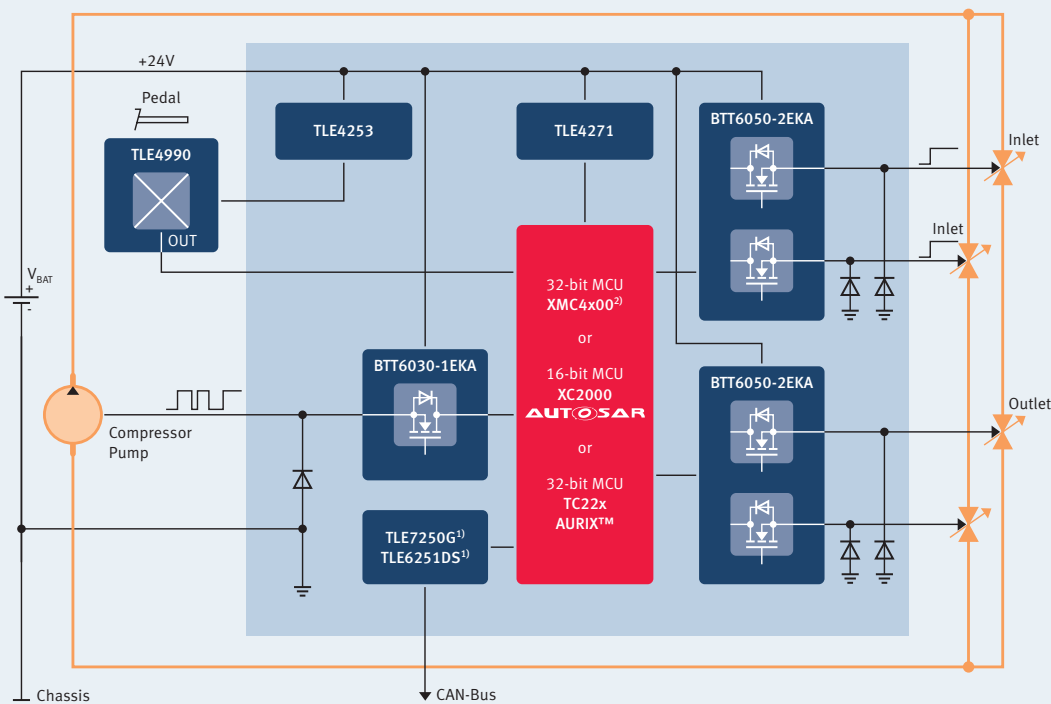 +24V
Pedal
TLE4990
OUT
TLE4253
TLE4271
BTT6050-2EKA
Inlet
Inlet
VBAT
+
-
32-bit MCU
XMC4x00²⁾
or
16-bit MCU
XC2000
AUTOSAR
or
32-bit MCU
TC22x
AURIX™
BTT6030-1EKA
BTT6050-2EKA
Outlet
Compressor
Pump
TLE7250G¹⁾
TLE6251DS¹⁾
Chassis
CAN-Bus